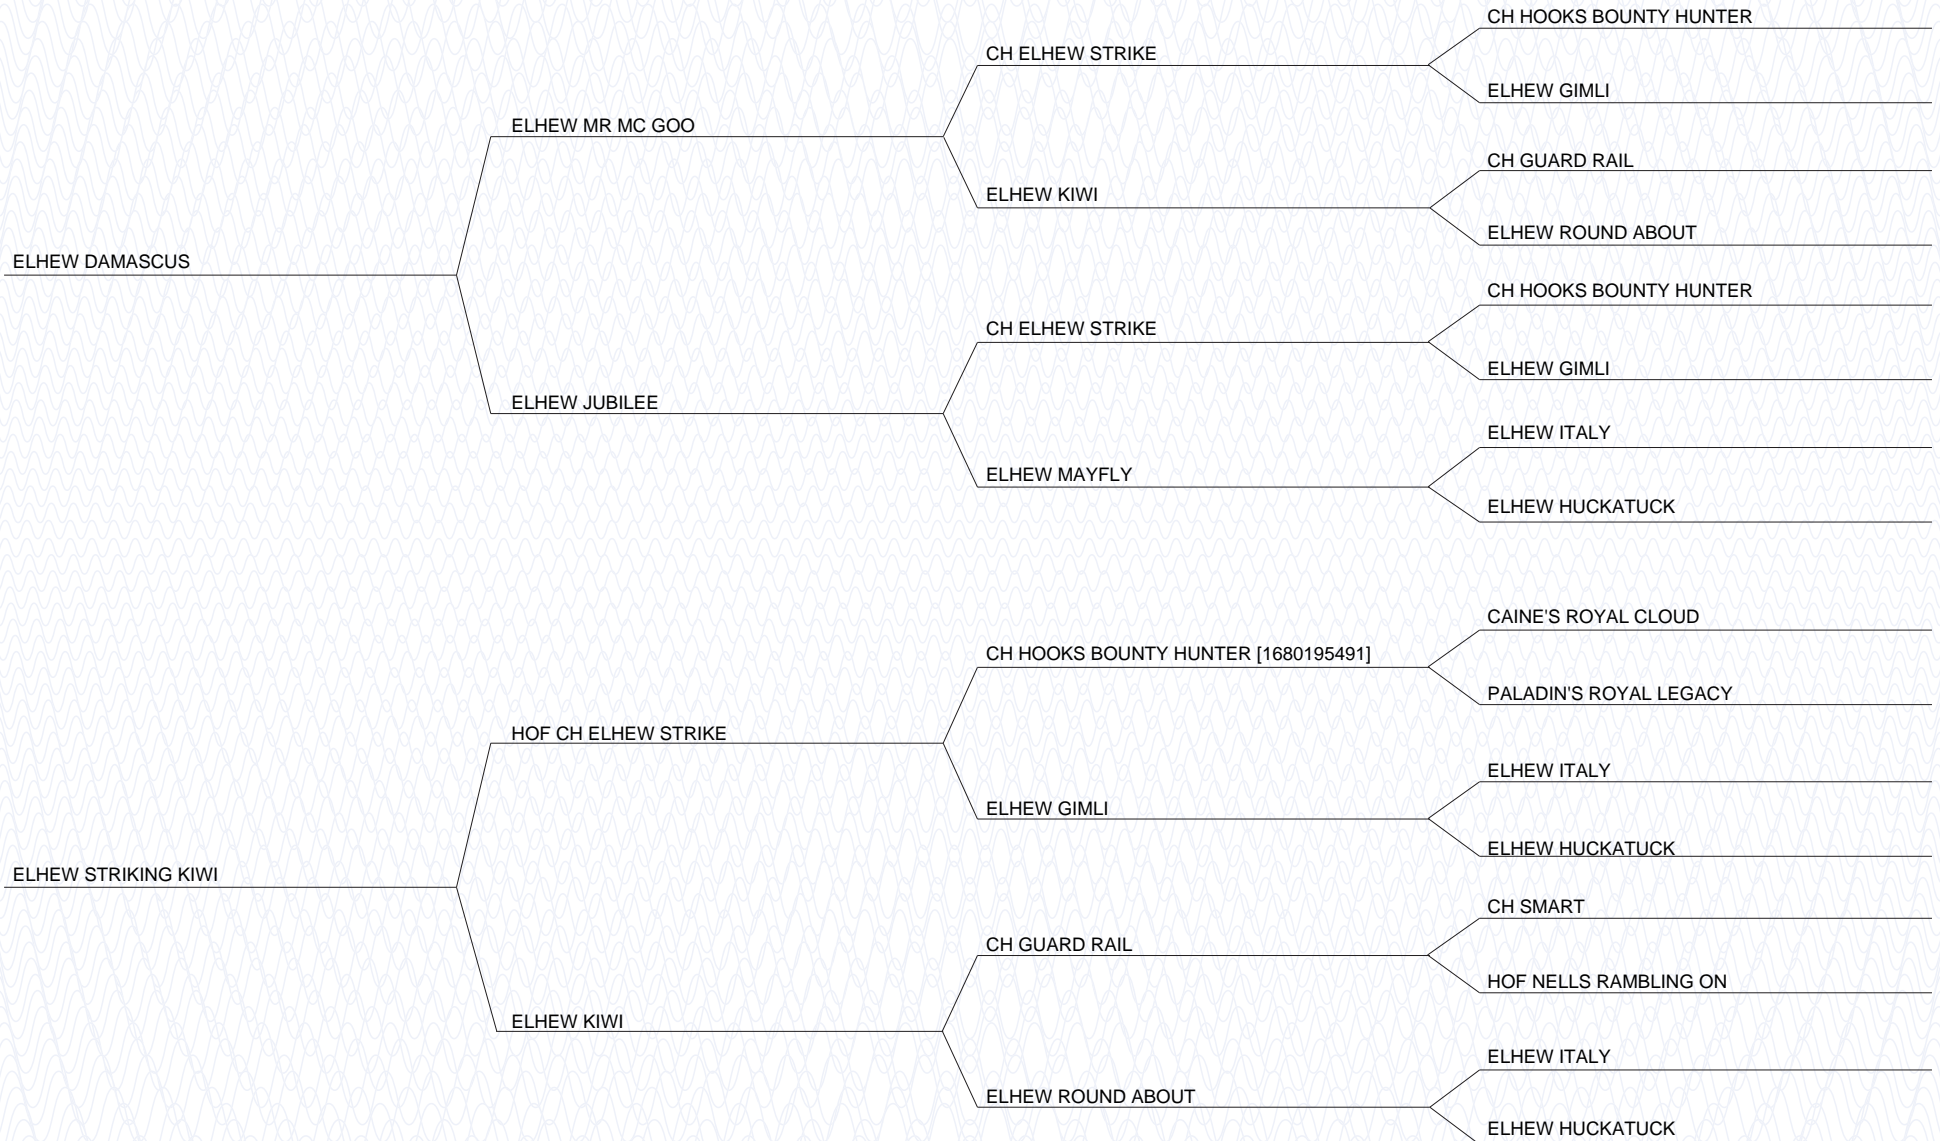 CH HOOKS BOUNTY HUNTER
CH ELHEW STRIKE
ELHEW GIMLI
ELHEW MR MC GOO
CH GUARD RAIL
ELHEW KIWI
ELHEW ROUND ABOUT
ELHEW DAMASCUS
CH HOOKS BOUNTY HUNTER
CH ELHEW STRIKE
ELHEW GIMLI
ELHEW JUBILEE
ELHEW ITALY
ELHEW MAYFLY
ELHEW HUCKATUCK
CAINE'S ROYAL CLOUD
CH HOOKS BOUNTY HUNTER [1680195491]
PALADIN'S ROYAL LEGACY
HOF CH ELHEW STRIKE
ELHEW ITALY
ELHEW GIMLI
ELHEW HUCKATUCK
ELHEW STRIKING KIWI
CH SMART
CH GUARD RAIL
HOF NELLS RAMBLING ON
ELHEW KIWI
ELHEW ITALY
ELHEW ROUND ABOUT
ELHEW HUCKATUCK